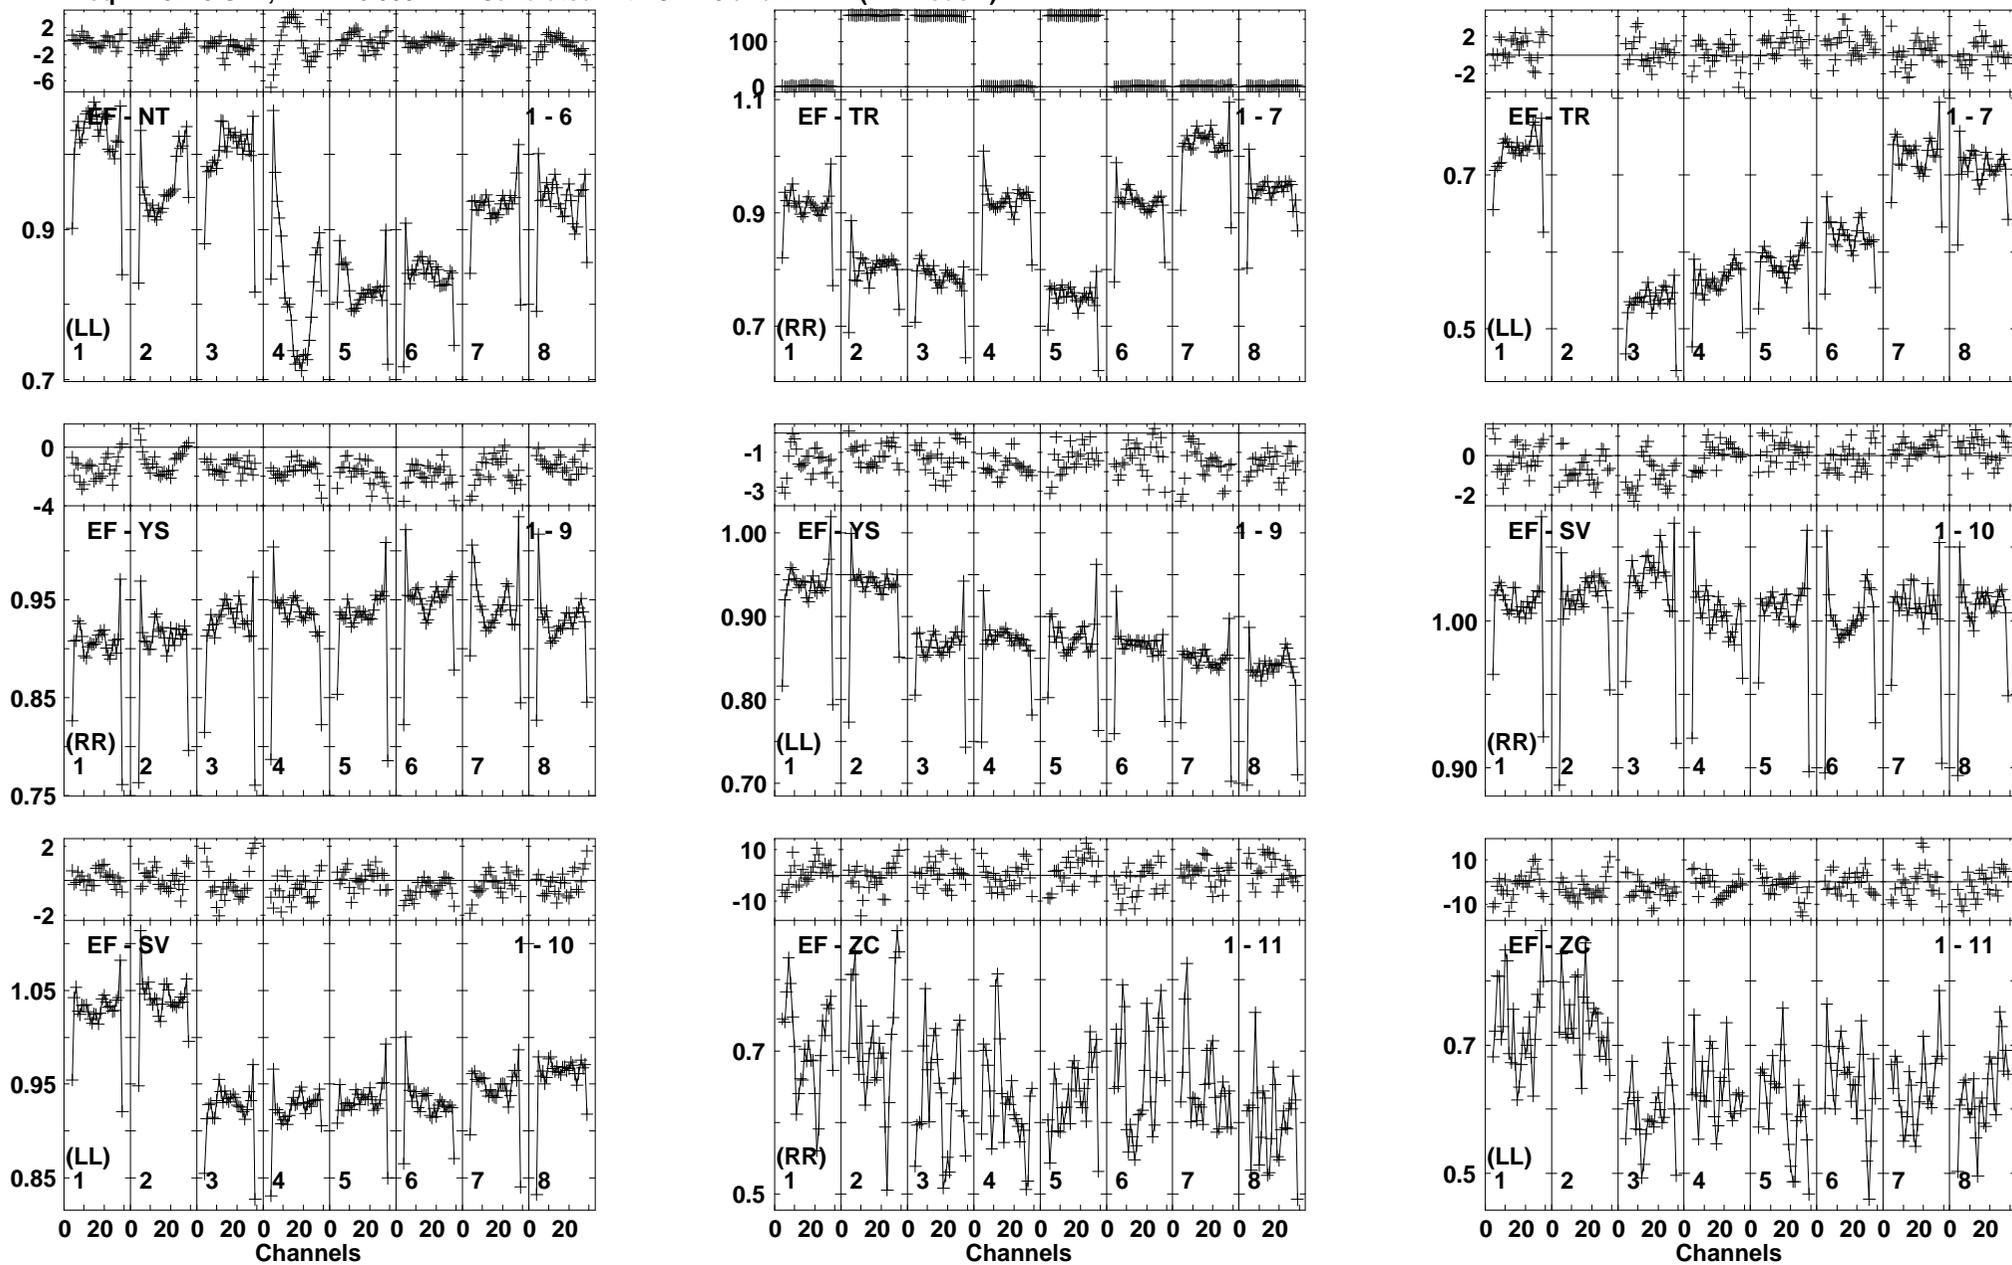 2
-2
-6
EF - NT
1 - 6
0.9
0.7
(LL)
1 2 3 4 5 6 7 8
100
0
1.1
EF - TR
1 - 7
0.9
0.7
(RR)
1 2 3 4 5 6 7 8
2
-2
EF - TR
1 - 7
0.7
0.5
(LL)
1 2 3 4 5 6 7 8
0
-4
EF - YS
1 - 9
0.95
0.85
0.75
(RR)
1 2 3 4 5 6 7 8
-1
-3
1.00
EF - YS
1 - 9
0.90
0.80
0.70
(LL)
1 2 3 4 5 6 7 8
0
-2
EF - SV
1 - 10
1.00
0.90
(RR)
1 2 3 4 5 6 7 8
2
-2
EF - SV
1 - 10
1.05
0.95
0.85
(LL)
1 2 3 4 5 6 7 8
0 20 0 20 0 20 0 20 0 20 0 20 0 20 0 20
Channels
10
-10
EF - ZC
1 - 11
0.7
0.5
(RR)
1 2 3 4 5 6 7 8
0 20 0 20 0 20 0 20 0 20 0 20 0 20 0 20
Channels
10
-10
EF - ZC
1 - 11
0.7
0.5
(LL)
1 2 3 4 5 6 7 8
0 20 0 20 0 20 0 20 0 20 0 20 0 20 0 20
Channels